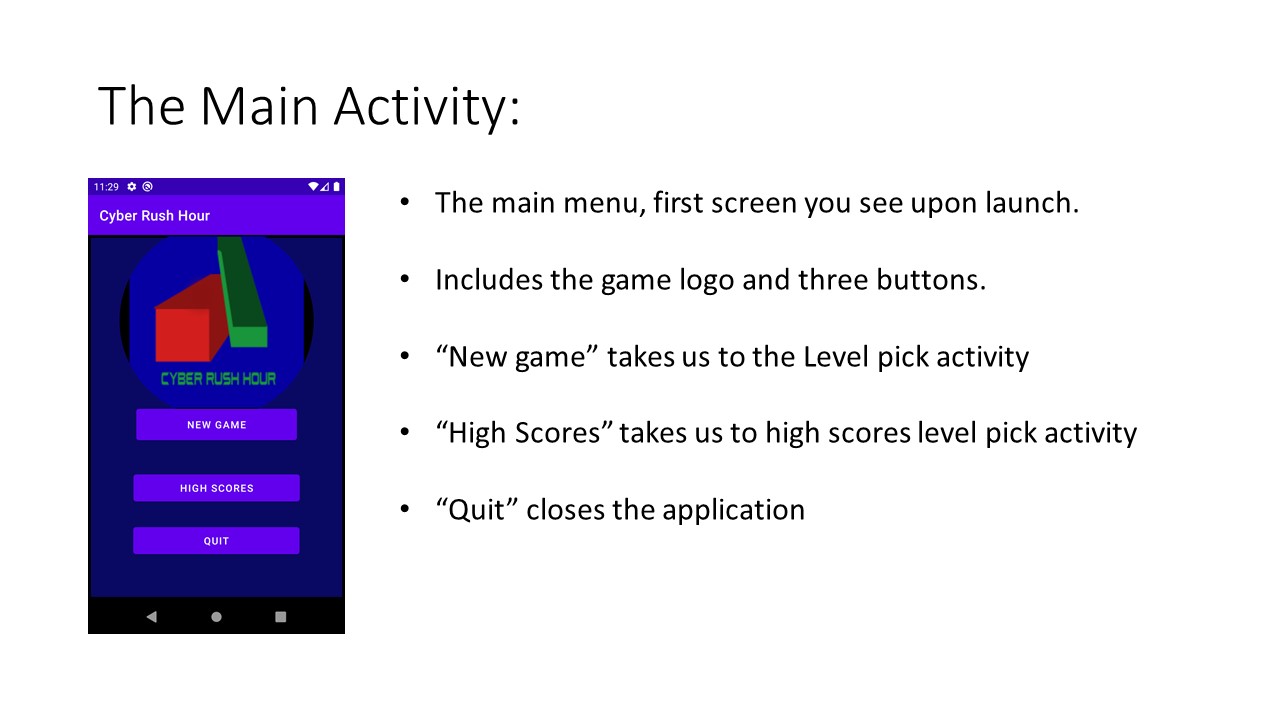 The Main Activity:
11:29
Cyber Rush Hour
CYBER RUSH HOUR
NEW GAME
HIGH SCORES
QUIT
• The main menu, first screen you see upon launch.
• Includes the game logo and three buttons.
• “New game” takes us to the Level pick activity
• “High Scores” takes us to high scores level pick activity
• “Quit” closes the application